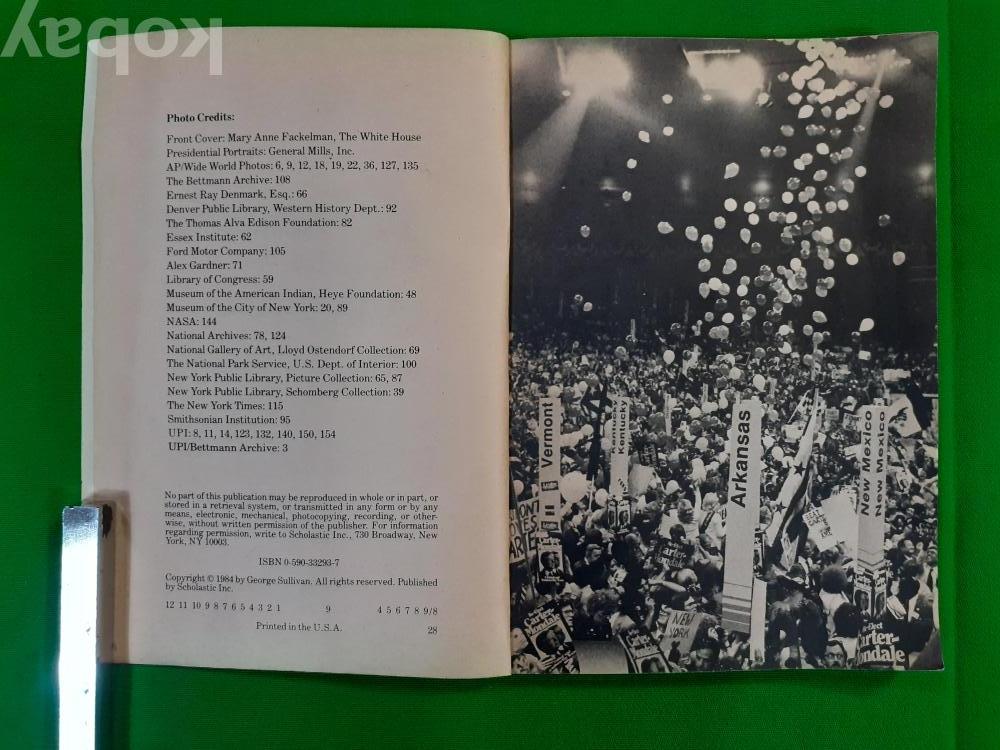 kobay
Photo Credits:
Front Cover: Mary Anne Fackelman, The White House
Presidential Portraits: General Mills, Inc.
AP/Wide World Photos: 6, 9, 12, 18, 19, 22, 36, 127, 135
The Bettmann Archive: 108
Ernest Ray Denmark, Esq.: 66
Denver Public Library, Western History Dept.: 92
The Thomas Alva Edison Foundation: 82
Essex Institute: 62
Ford Motor Company: 105
Alex Gardner: 71
Library of Congress: 59
Museum of the American Indian, Heye Foundation: 48
Museum of the City of New York: 20, 89
NASA: 144
National Archives: 78, 124
National Gallery of Art, Lloyd Ostendorf Collection: 69
The National Park Service, U.S. Dept. of Interior: 100
New York Public Library, Picture Collection: 65, 87
New York Public Library, Schomberg Collection: 39
The New York Times: 115
Smithsonian Institution: 95
UPI: 8, 11, 14, 123, 132, 140, 150, 154
UPI/Bettmann Archive: 3
No part of this publication may be reproduced in whole or in part, or
stored in a retrieval system, or transmitted in any form or by any
means, electronic, mechanical, photocopying, recording, or other-
wise, without written permission of the publisher. For information
regarding permission, write to Scholastic Inc., 730 Broadway, New
York, NY 10003.
ISBN 0-590-33293-7
Copyright © 1984 by George Sullivan. All rights reserved. Published
by Scholastic Inc.
12 11 10 9 8 7 6 5 4 3 2 1 9 4 5 6 7 8 9/8
Printed in the U.S.A. 28
Vermont
Kentucky
Kentucky
Arkansas
New Mexico
New Mexico
Carter
Mondale
NEW
YORK
Carter-
Mondale